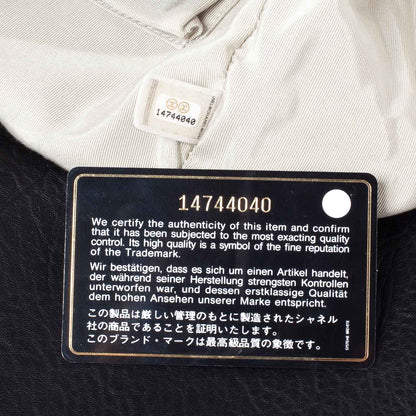 14744040
14744040
We certify the authenticity of this item and confirm
that it has been subjected to the most exacting quality
control. Its high quality is a symbol of the fine reputation
of the Trademark.
Wir bestätigen, dass es sich um einen Artikel handelt,
der während seiner Herstellung strengsten Kontrollen
unterworfen war, und dessen erstklassige Qualität
dem hohen Ansehen unserer Marke entspricht.
この製品は厳しい管理のもとに製造されたシャネル
社の商品であることを証明いたします。
このブランド・マークは最高級品質の象徴です。